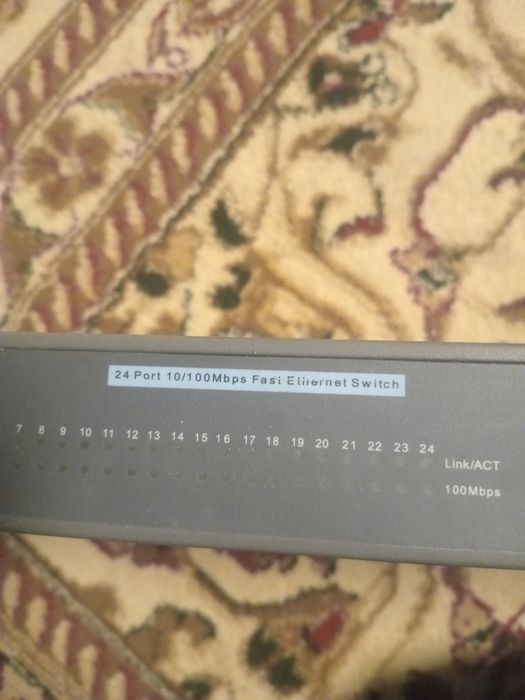 24 Port 10/100Mbps Fast Ethernet Switch
7 8 9 10 11 12 13 14 15 16 17 18 19 20 21 22 23 24
Link/ACT
100Mbps